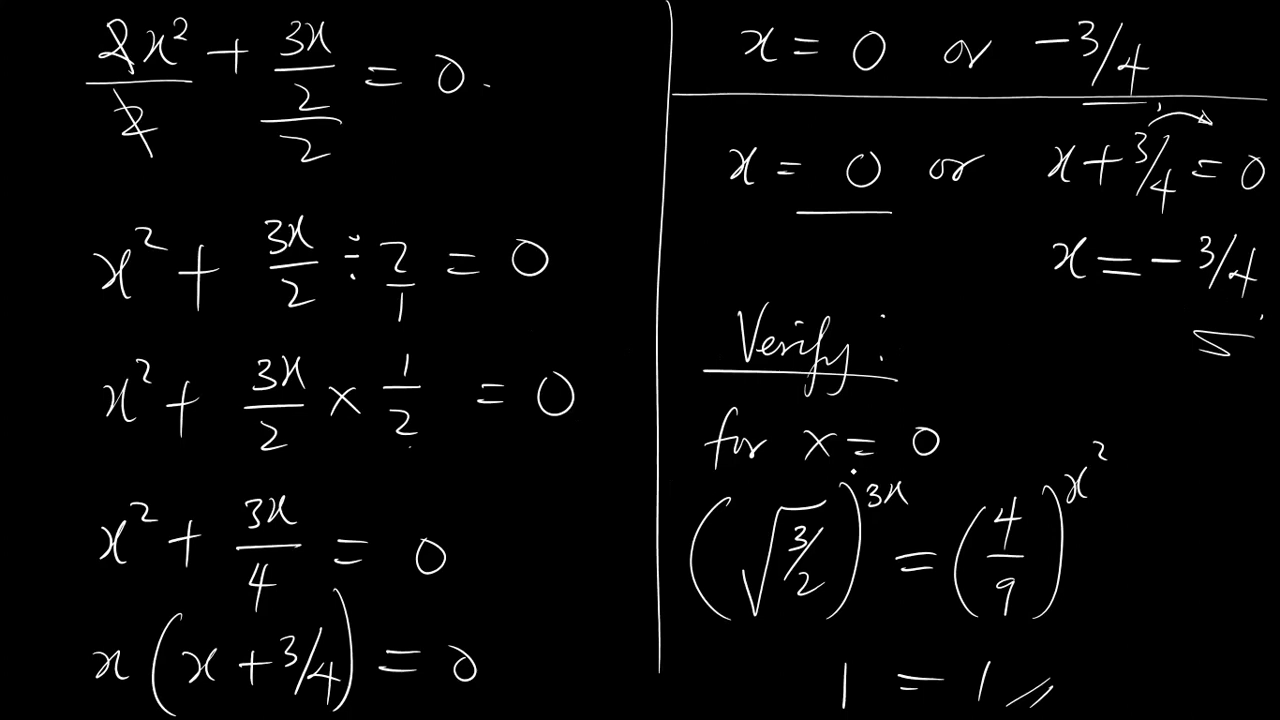 2x²/2 + (3x/2)/2 = 0.
x² + 3x/2 ÷ 2/1 = 0
x² + 3x/2 × 1/2 = 0
x² + 3x/4 = 0
x(x + 3/4) = 0
x = 0 or -3/4
x = 0 or x + 3/4 = 0
x = -3/4
Verify :
for x = 0
(√3/2)^3x = (4/9)^x²
1 = 1